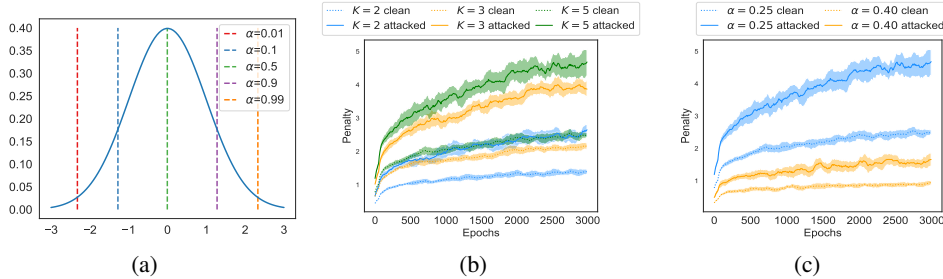 0.40
0.35
0.30
0.25
0.20
0.15
0.10
0.05
0.00
−3 −2 −1 0 1 2 3
α=0.01
α=0.1
α=0.5
α=0.9
α=0.99
(a)
K = 2 clean K = 3 clean K = 5 clean
K = 2 attacked K = 3 attacked K = 5 attacked
Penalty
5
4
3
2
1
0 500 1000 1500 2000 2500 3000
Epochs
(b)
α = 0.25 clean α = 0.40 clean
α = 0.25 attacked α = 0.40 attacked
Penalty
5
4
3
2
1
0 500 1000 1500 2000 2500 3000
Epochs
(c)